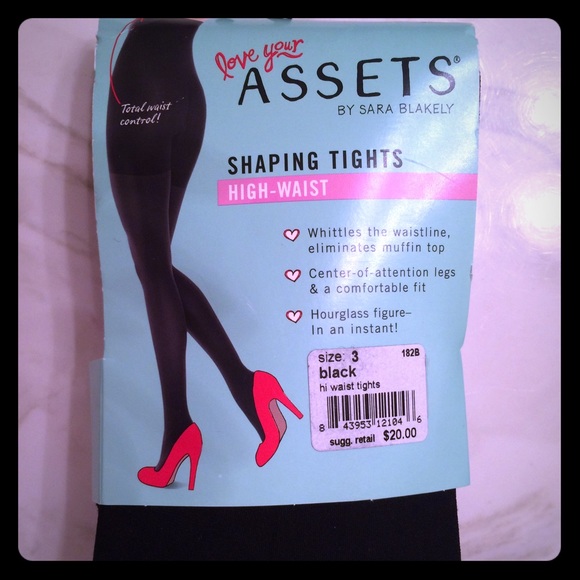 love your
ASSETS®
BY SARA BLAKELY
Total waist
control!
SHAPING TIGHTS
HIGH-WAIST
Whittles the waistline,
eliminates muffin top
Center-of-attention legs
& a comfortable fit
Hourglass figure–
In an instant!
size: 3 182B
black
hi waist tights
8 43953 12104 6
sugg. retail $20.00